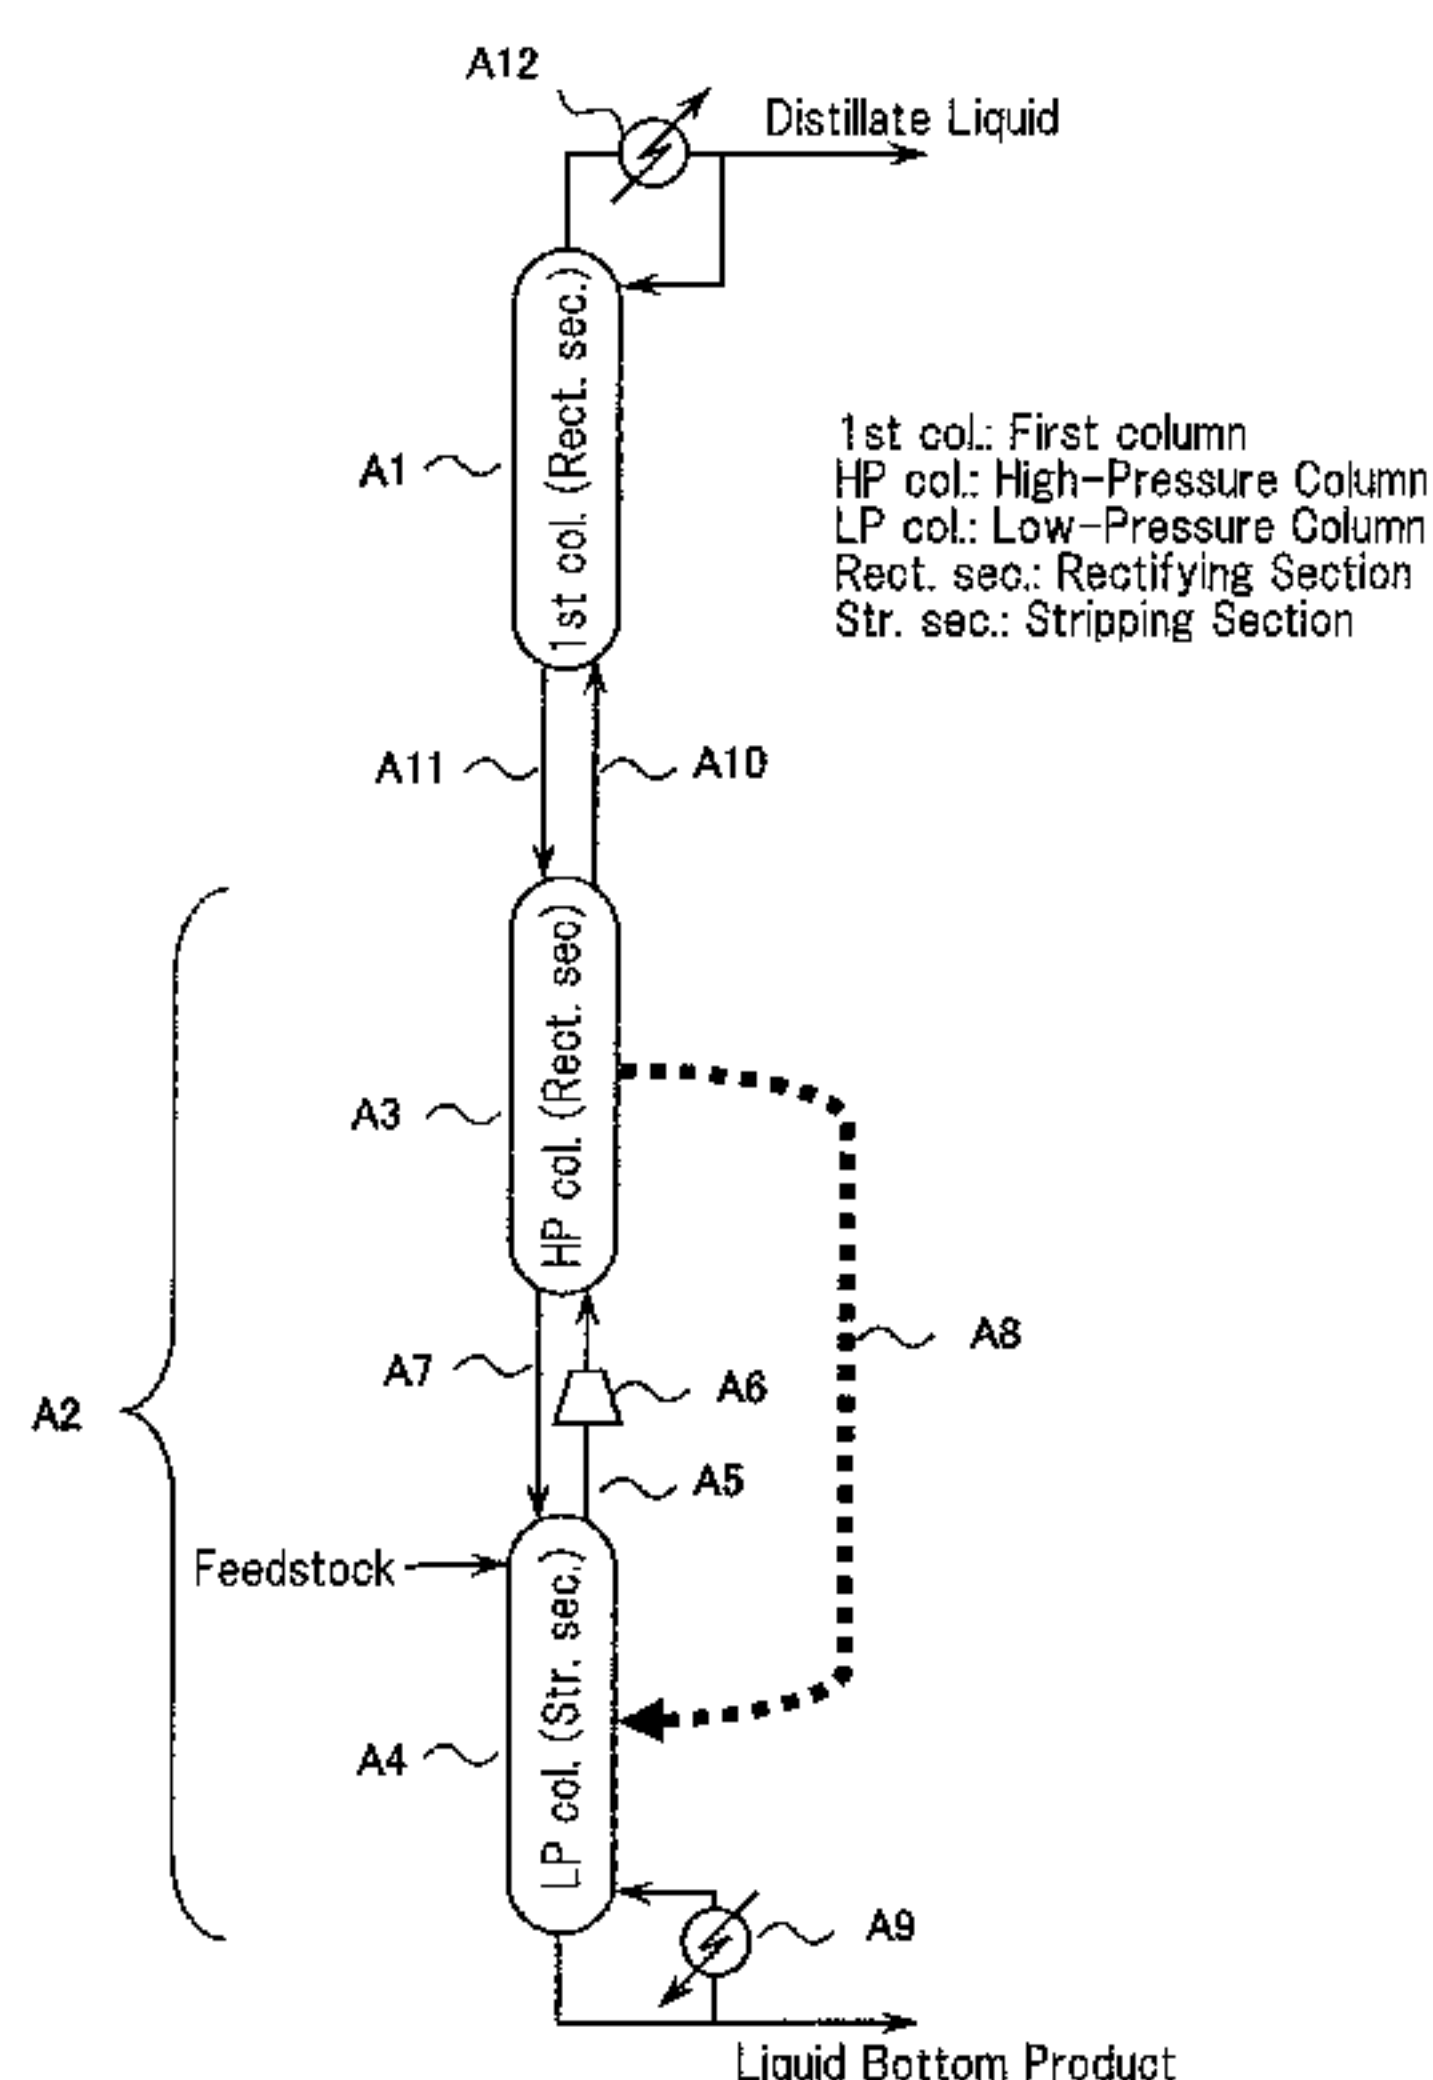 A12
Distillate Liquid
1st col. (Rect. sec.)
A1
1st col.: First column
HP col.: High-Pressure Column
LP col.: Low-Pressure Column
Rect. sec.: Rectifying Section
Str. sec.: Stripping Section
A11
A10
HP col. (Rect. sec)
A3
A8
A7
A6
A2
A5
Feedstock
LP col. (Str. sec.)
A4
A9
Liquid Bottom Product